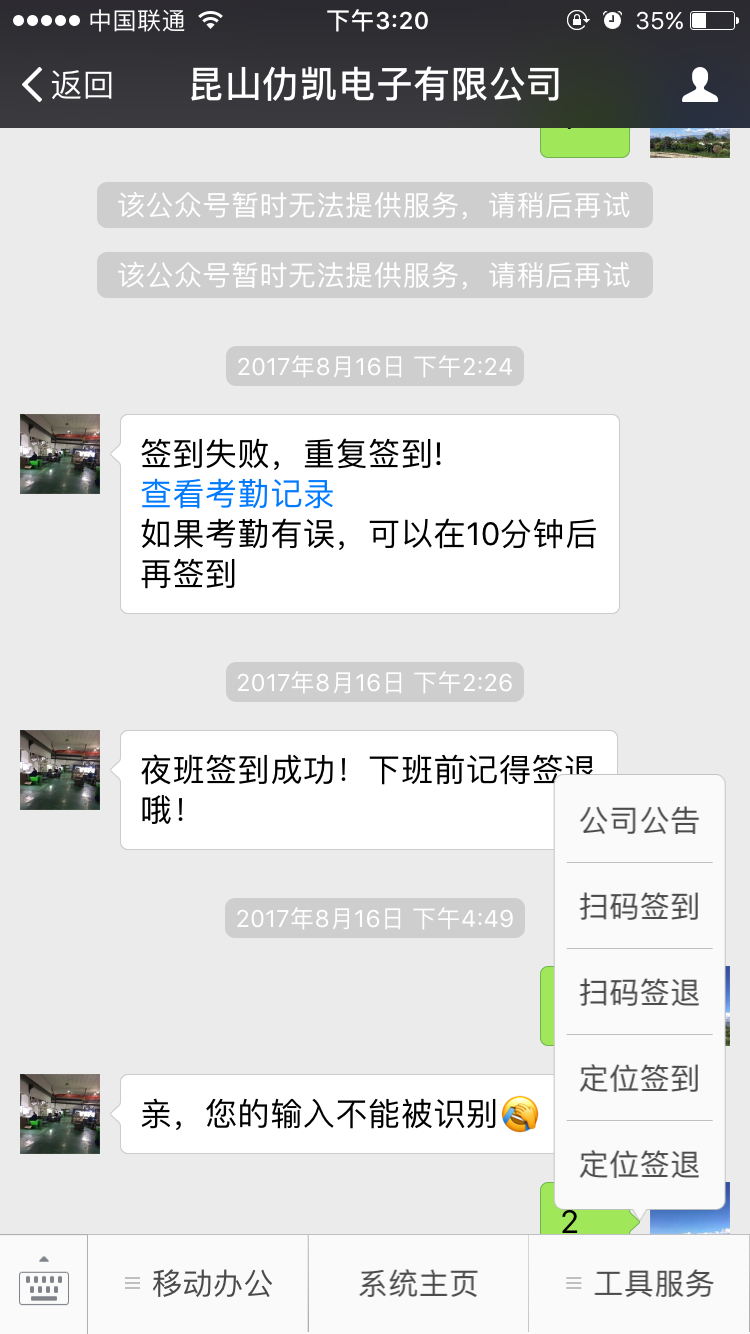 中国联通 下午3:20 35%
返回 昆山仂凯电子有限公司
该公众号暂时无法提供服务，请稍后再试
该公众号暂时无法提供服务，请稍后再试
2017年8月16日 下午2:24
签到失败，重复签到!
查看考勤记录
如果考勤有误，可以在10分钟后
再签到
2017年8月16日 下午2:26
夜班签到成功！下班前记得签退
哦！
2017年8月16日 下午4:49
亲，您的输入不能被识别
2
公司公告
扫码签到
扫码签退
定位签到
定位签退
移动办公 系统主页 工具服务